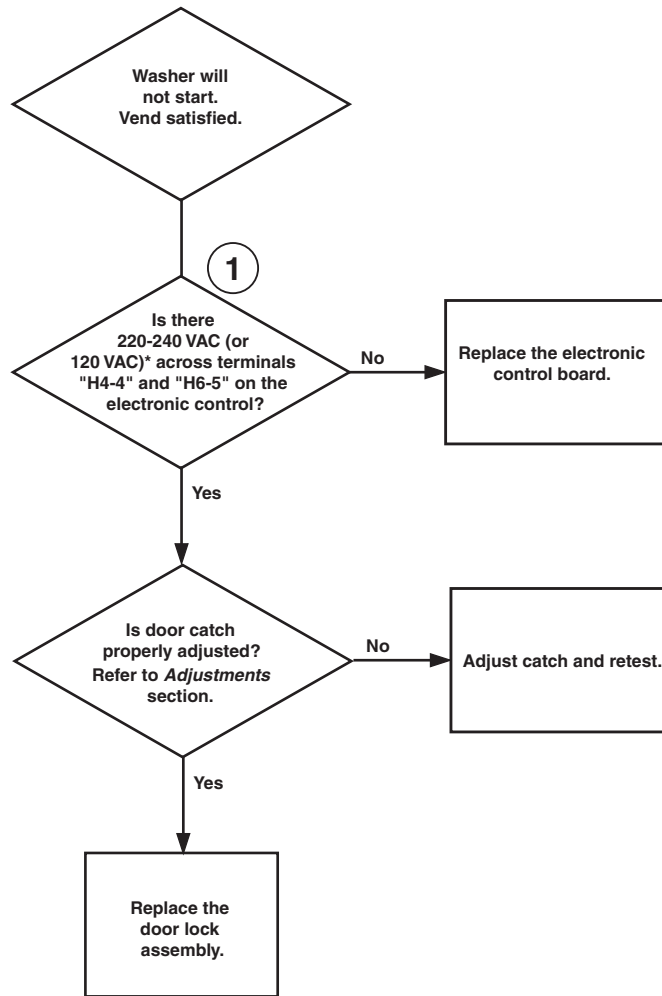 Washer will
not start.
Vend satisfied.
1
Is there
220-240 VAC (or
120 VAC)* across terminals
"H4-4" and "H6-5" on the
electronic control?
No
Replace the electronic
control board.
Yes
Is door catch
properly adjusted?
Refer to Adjustments
section.
No
Adjust catch and retest.
Yes
Replace the
door lock
assembly.